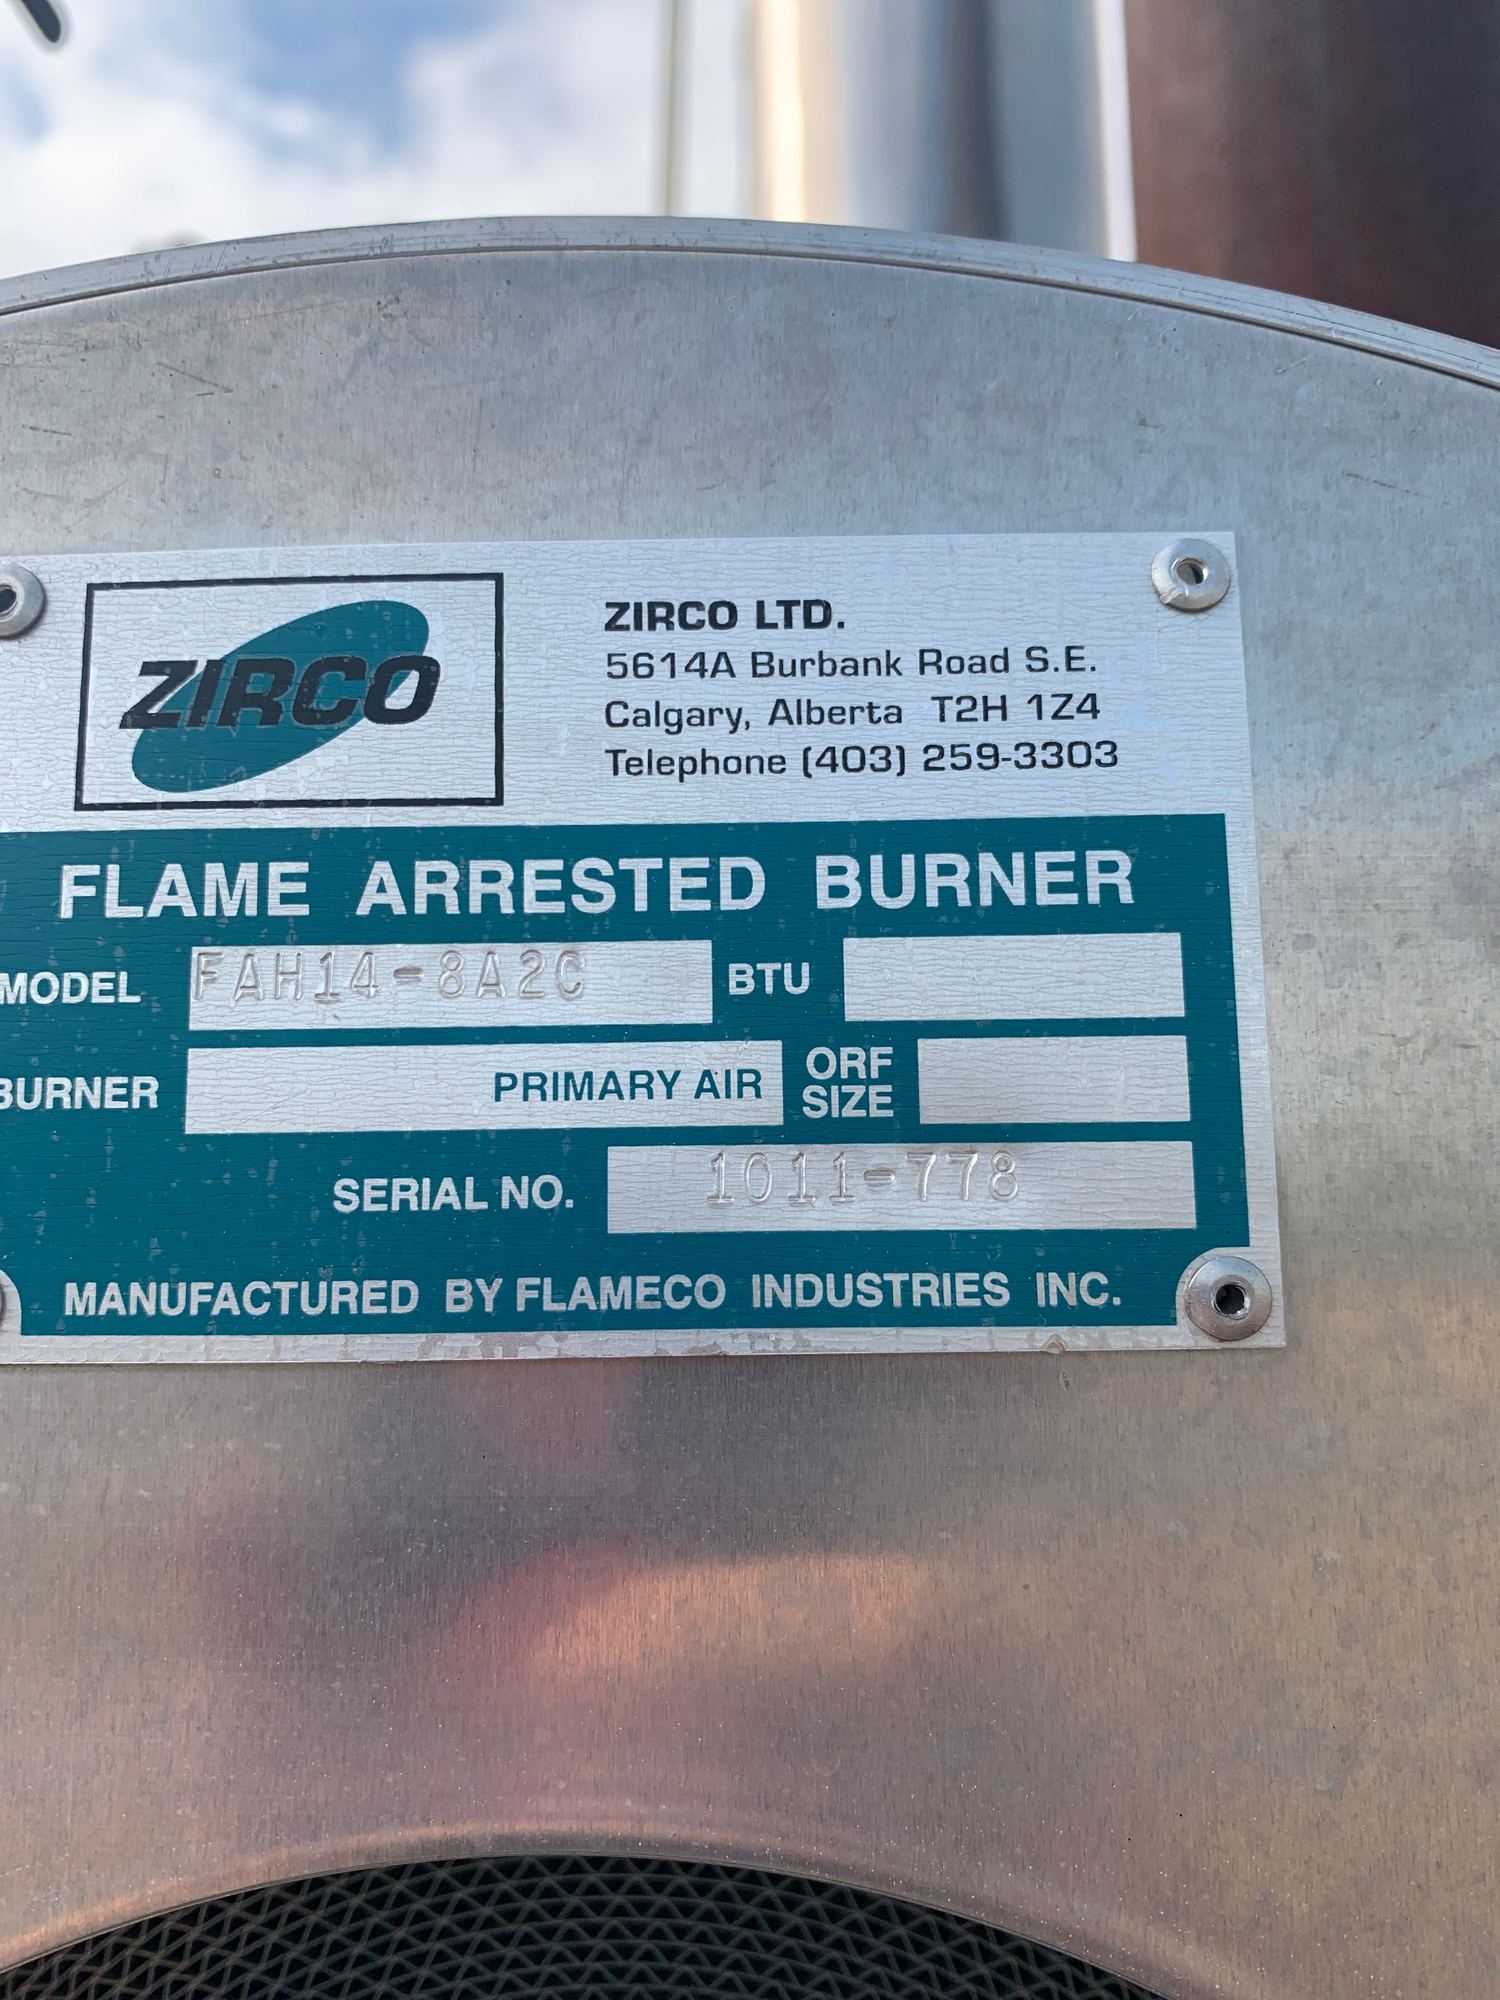 ZIRCO
ZIRCO LTD.
5614A Burbank Road S.E.
Calgary, Alberta T2H 1Z4
Telephone (403) 259-3303
FLAME ARRESTED BURNER
MODEL FAH14-8A2C BTU
BURNER PRIMARY AIR ORF SIZE
SERIAL NO. 1011-778
MANUFACTURED BY FLAMECO INDUSTRIES INC.